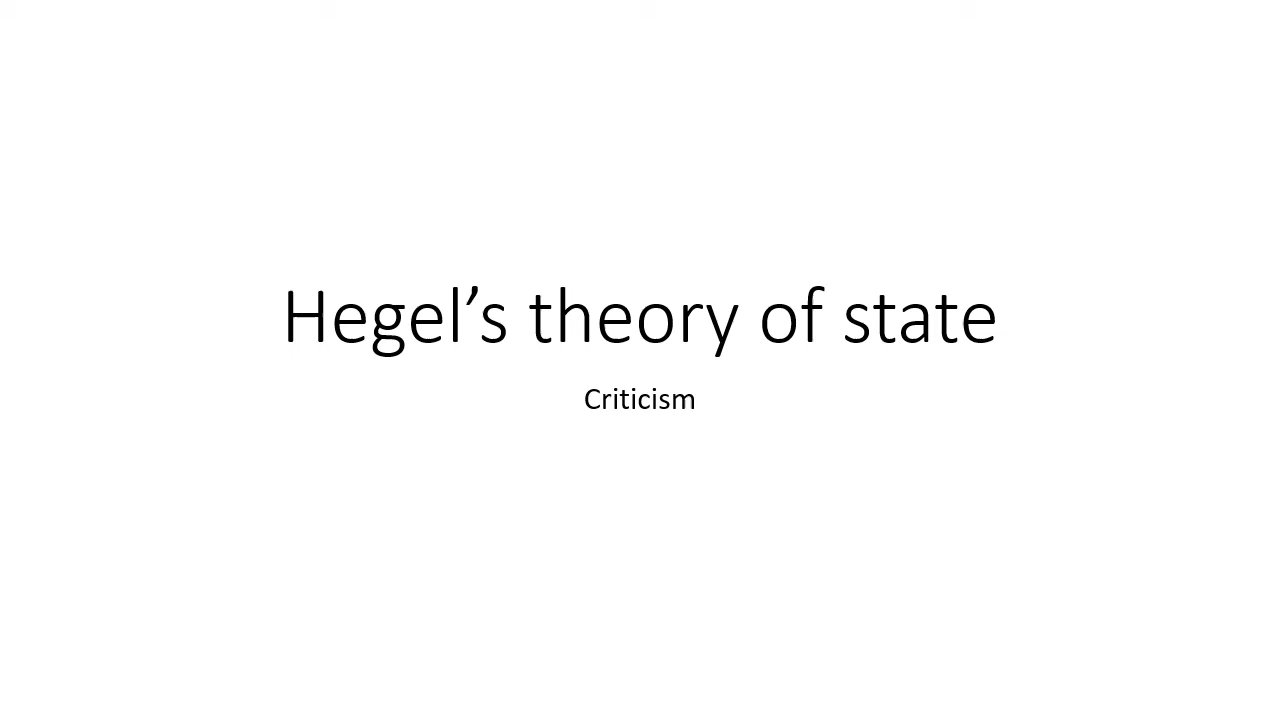 Hegel’s theory of state
Criticism